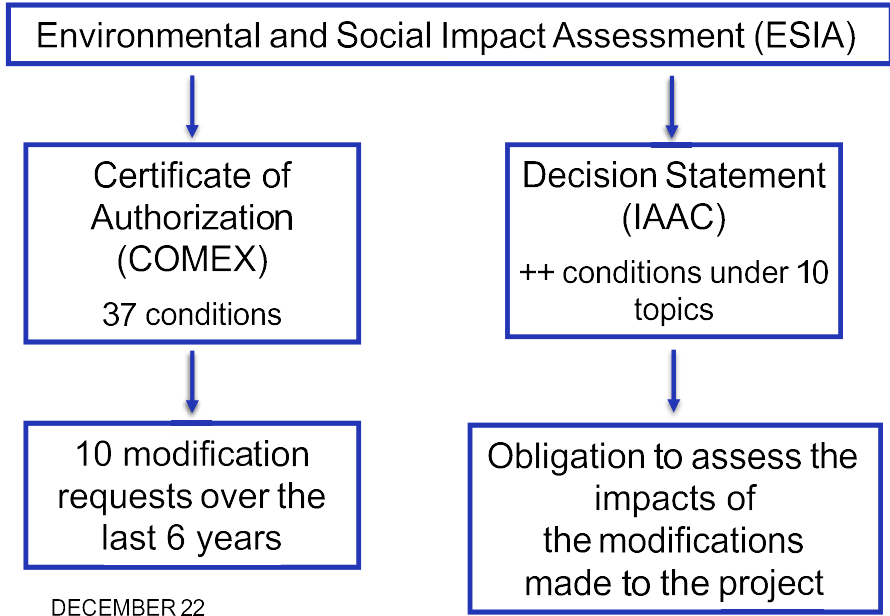 Environmental and Social Impact Assessment (ESIA)
Certificate of
Authorization
(COMEX)
37 conditions
Decision Statement
(IAAC)
++ conditions under 10
topics
10 modification
requests over the
last 6 years
Obligation to assess the
impacts of
the modifications
made to the project
DECEMBER 22